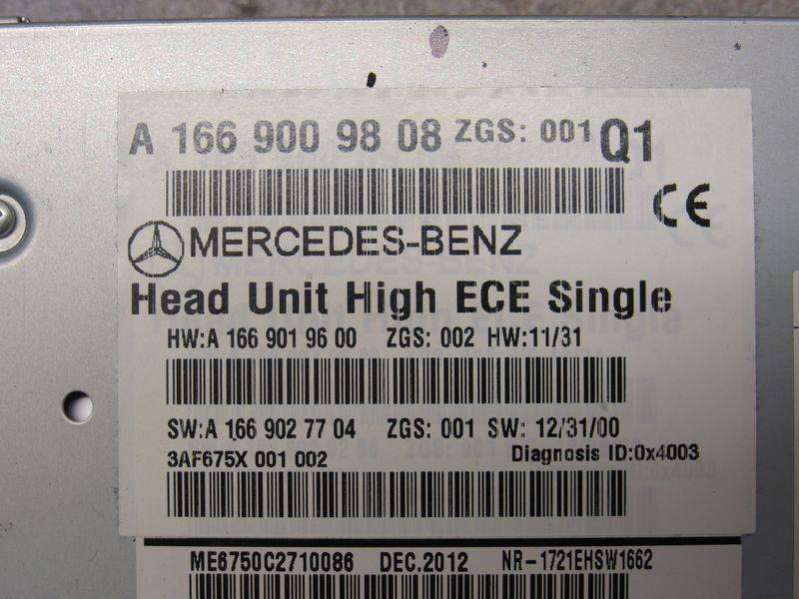 A 166 900 98 08 ZGS: 001 Q1
CE
MERCEDES-BENZ
Head Unit High ECE Single
HW:A 166 901 96 00 ZGS: 002 HW:11/31
SW:A 166 902 77 04 ZGS: 001 SW: 12/31/00
3AF675X 001 002 Diagnosis ID:0x4003
ME6750C2710086 DEC.2012 NR-1721EHSW1662